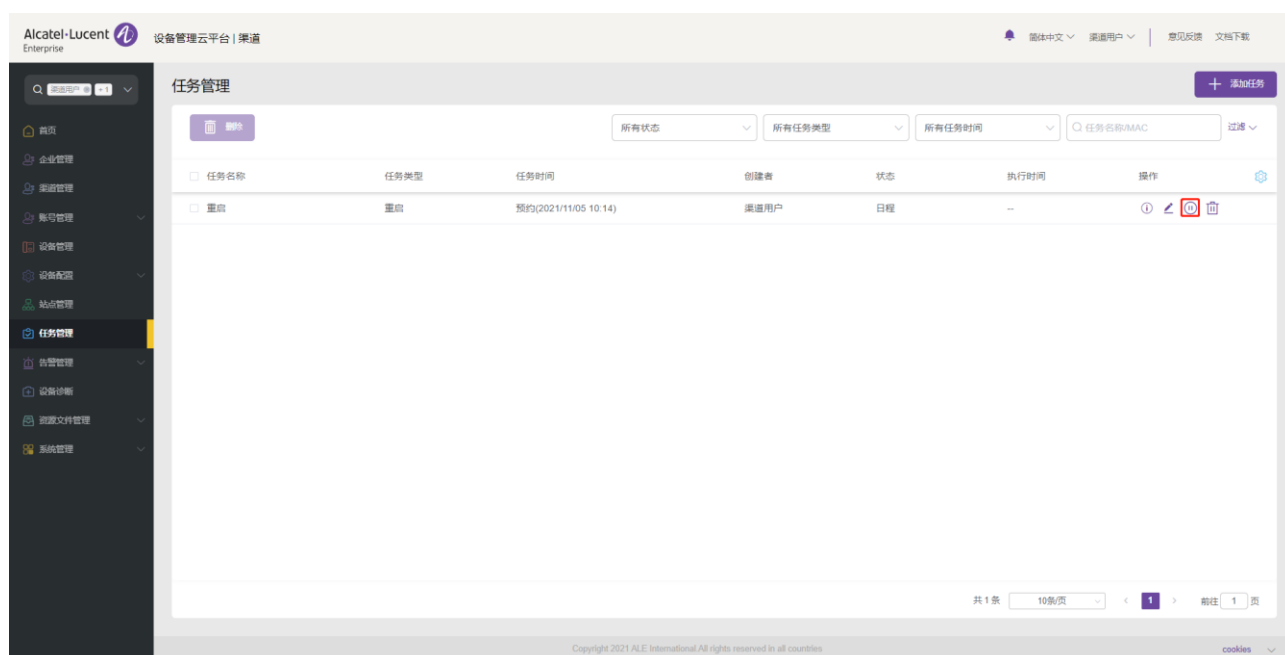 Alcatel·Lucent
Enterprise
设备管理云平台 | 渠道
简体中文
渠道用户
意见反馈
文档下载
渠道用户
+ 1
任务管理
添加任务
首页
企业管理
渠道管理
账号管理
设备管理
设备配置
站点管理
任务管理
告警管理
设备诊断
资源文件管理
系统管理
删除
所有状态
所有任务类型
所有任务时间
任务名称/MAC
过滤
任务名称 任务类型 任务时间 创建者 状态 执行时间 操作
重启 重启 预约(2021/11/05 10:14) 渠道用户 日程 --
共 1 条 10条/页 1 前往 1 页
Copyright 2021 ALE International All rights reserved in all countries
cookies